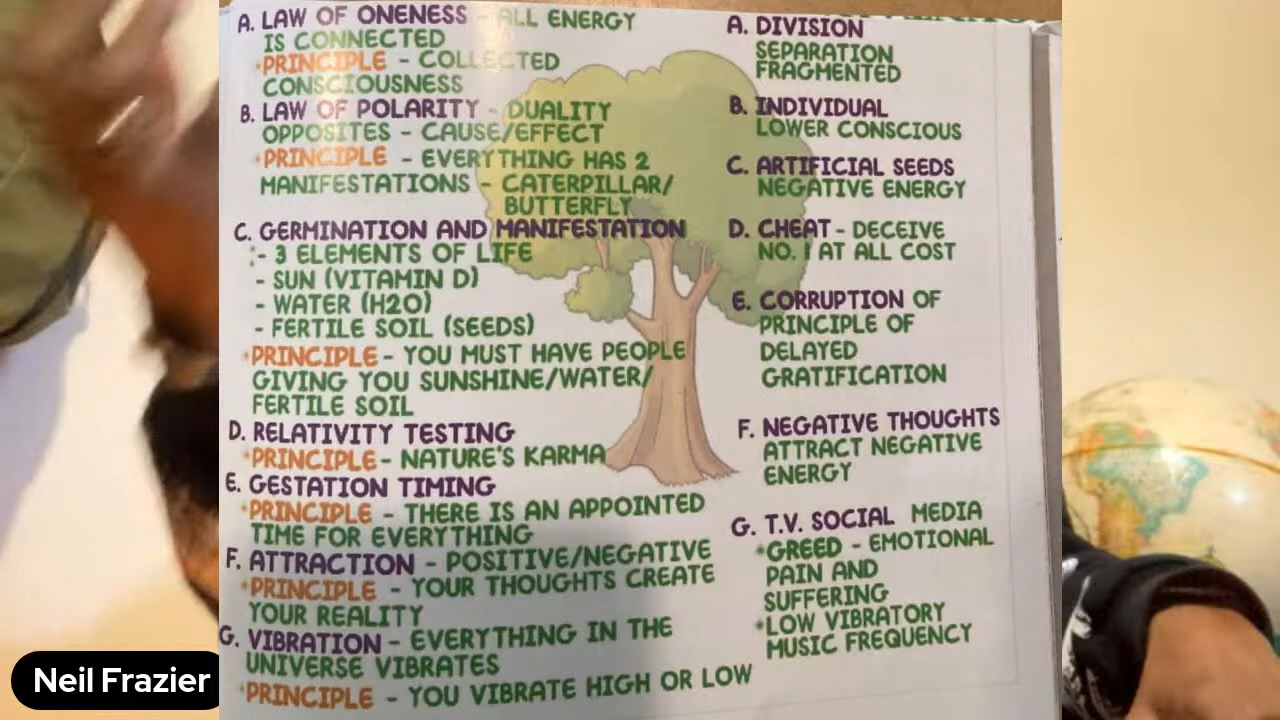 A. LAW OF ONENESS - ALL ENERGY
IS CONNECTED
•PRINCIPLE - COLLECTED
CONSCIOUSNESS
B. LAW OF POLARITY - DUALITY
OPPOSITES - CAUSE/EFFECT
•PRINCIPLE - EVERYTHING HAS 2
MANIFESTATIONS - CATERPILLAR/
BUTTERFLY
C. GERMINATION AND MANIFESTATION
- 3 ELEMENTS OF LIFE
- SUN (VITAMIN D)
- WATER (H2O)
- FERTILE SOIL (SEEDS)
•PRINCIPLE - YOU MUST HAVE PEOPLE
GIVING YOU SUNSHINE/WATER/
FERTILE SOIL
D. RELATIVITY TESTING
•PRINCIPLE - NATURE'S KARMA
E. GESTATION TIMING
•PRINCIPLE - THERE IS AN APPOINTED
TIME FOR EVERYTHING
F. ATTRACTION - POSITIVE/NEGATIVE
•PRINCIPLE - YOUR THOUGHTS CREATE
YOUR REALITY
G. VIBRATION - EVERYTHING IN THE
UNIVERSE VIBRATES
•PRINCIPLE - YOU VIBRATE HIGH OR LOW
A. DIVISION
SEPARATION
FRAGMENTED
B. INDIVIDUAL
LOWER CONSCIOUS
C. ARTIFICIAL SEEDS
NEGATIVE ENERGY
D. CHEAT - DECEIVE
NO. 1 AT ALL COST
E. CORRUPTION OF
PRINCIPLE OF
DELAYED
GRATIFICATION
F. NEGATIVE THOUGHTS
ATTRACT NEGATIVE
ENERGY
G. T.V. SOCIAL MEDIA
•GREED - EMOTIONAL
PAIN AND
SUFFERING
•LOW VIBRATORY
MUSIC FREQUENCY
Neil Frazier